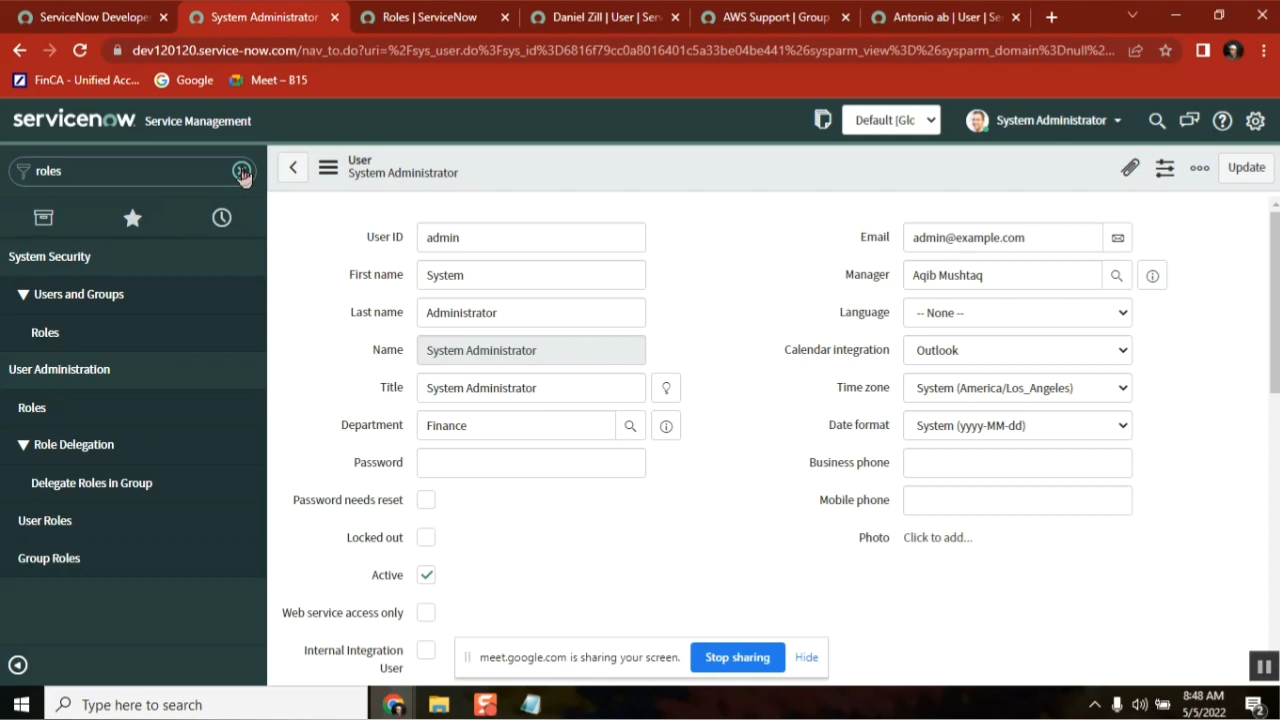 ServiceNow Develope
System Administrator
Roles | ServiceNow
Daniel Zill | User | Ser
AWS Support | Group
Antonio ab | User | Se
dev120120.service-now.com/nav_to.do?uri=%2Fsys_user.do%3Fsys_id%3D6816f79cc0a8016401c5a33be04be441%26sysparm_view%3D%26sysparm_domain%3Dnull%2...
FinCA - Unified Acc...
Google
Meet – B15
servicenow Service Management
Default [Glc
System Administrator
roles
User
System Administrator
Update
System Security
Users and Groups
Roles
User Administration
Roles
Role Delegation
Delegate Roles in Group
User Roles
Group Roles
User ID admin
First name System
Last name Administrator
Name System Administrator
Title System Administrator
Department Finance
Password
Password needs reset
Locked out
Active
Web service access only
Internal Integration
User
Email admin@example.com
Manager Aqib Mushtaq
Language -- None --
Calendar integration Outlook
Time zone System (America/Los_Angeles)
Date format System (yyyy-MM-dd)
Business phone
Mobile phone
Photo Click to add...
meet.google.com is sharing your screen. Stop sharing Hide
Type here to search
8:48 AM
5/5/2022
2